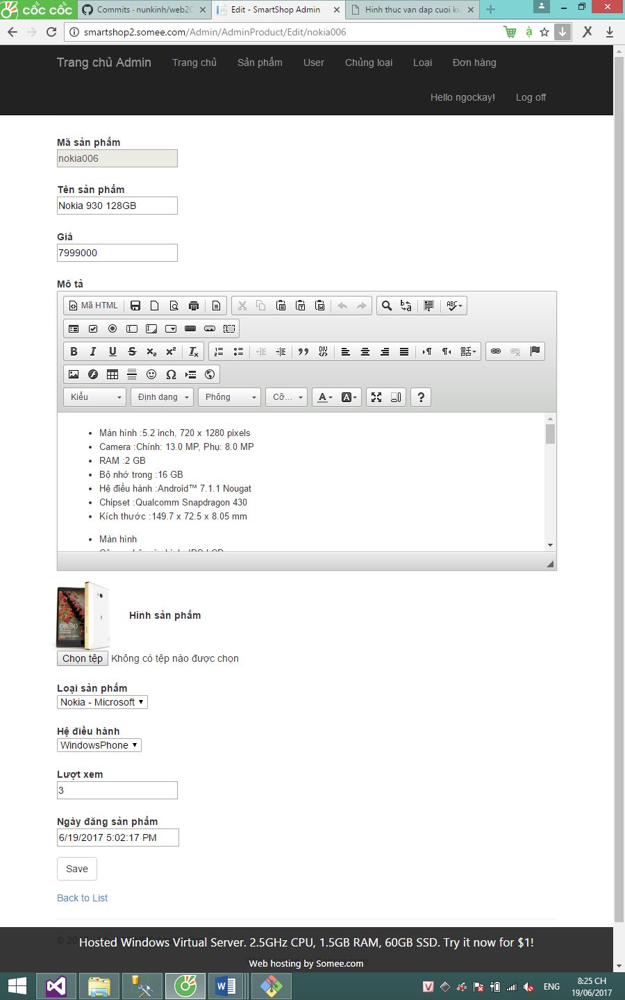 cốc cốc
Commits · nunkinh/web2C
Edit - SmartShop Admin
Hinh thuc van dap cuoi ki.
smartshop2.somee.com/Admin/AdminProduct/Edit/nokia006
Trang chủ Admin Trang chủ Sản phẩm User Chủng loại Loại Đơn hàng
Hello ngockay! Log off
Mã sản phẩm
nokia006
Tên sản phẩm
Nokia 930 128GB
Giá
7999000
Mô tả
Mã HTML
Kiểu Định dạng Phông Cỡ...
Màn hình :5.2 inch, 720 x 1280 pixels
Camera :Chính: 13.0 MP, Phụ: 8.0 MP
RAM :2 GB
Bộ nhớ trong :16 GB
Hệ điều hành :Android™ 7.1.1 Nougat
Chipset :Qualcomm Snapdragon 430
Kích thước :149.7 x 72.5 x 8.05 mm
Màn hình
08:30
Hình sản phẩm
Chọn tệp Không có tệp nào được chọn
Loại sản phẩm
Nokia - Microsoft
Hệ điều hành
WindowsPhone
Lượt xem
3
Ngày đăng sản phẩm
6/19/2017 5:02:17 PM
Save
Back to List
Hosted Windows Virtual Server. 2.5GHz CPU, 1.5GB RAM, 60GB SSD. Try it now for $1!
Web hosting by Somee.com
ENG
8:25 CH
19/06/2017